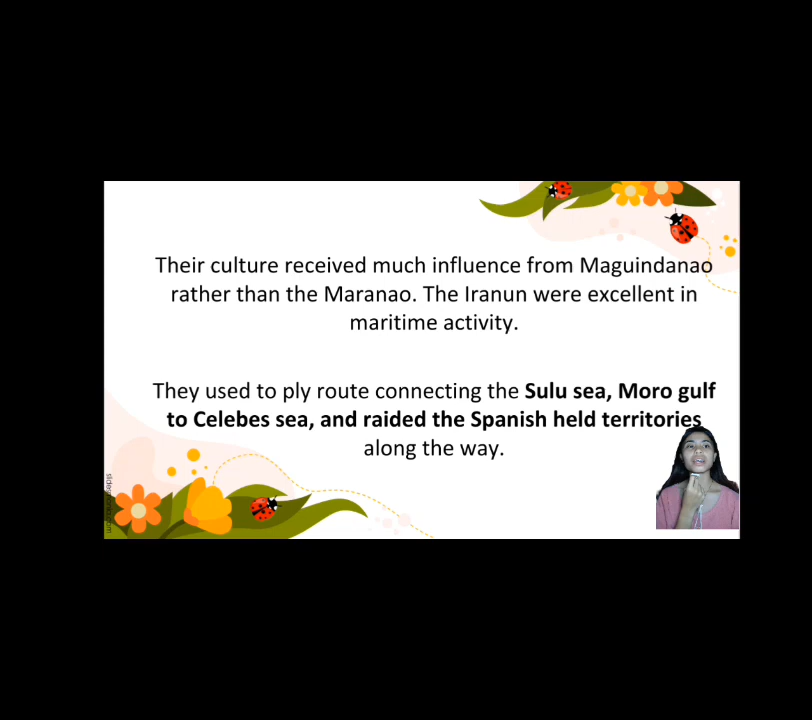 Their culture received much influence from Maguindanao
rather than the Maranao. The Iranun were excellent in
maritime activity.
They used to ply route connecting the Sulu sea, Moro gulf
to Celebes sea, and raided the Spanish held territories
along the way.